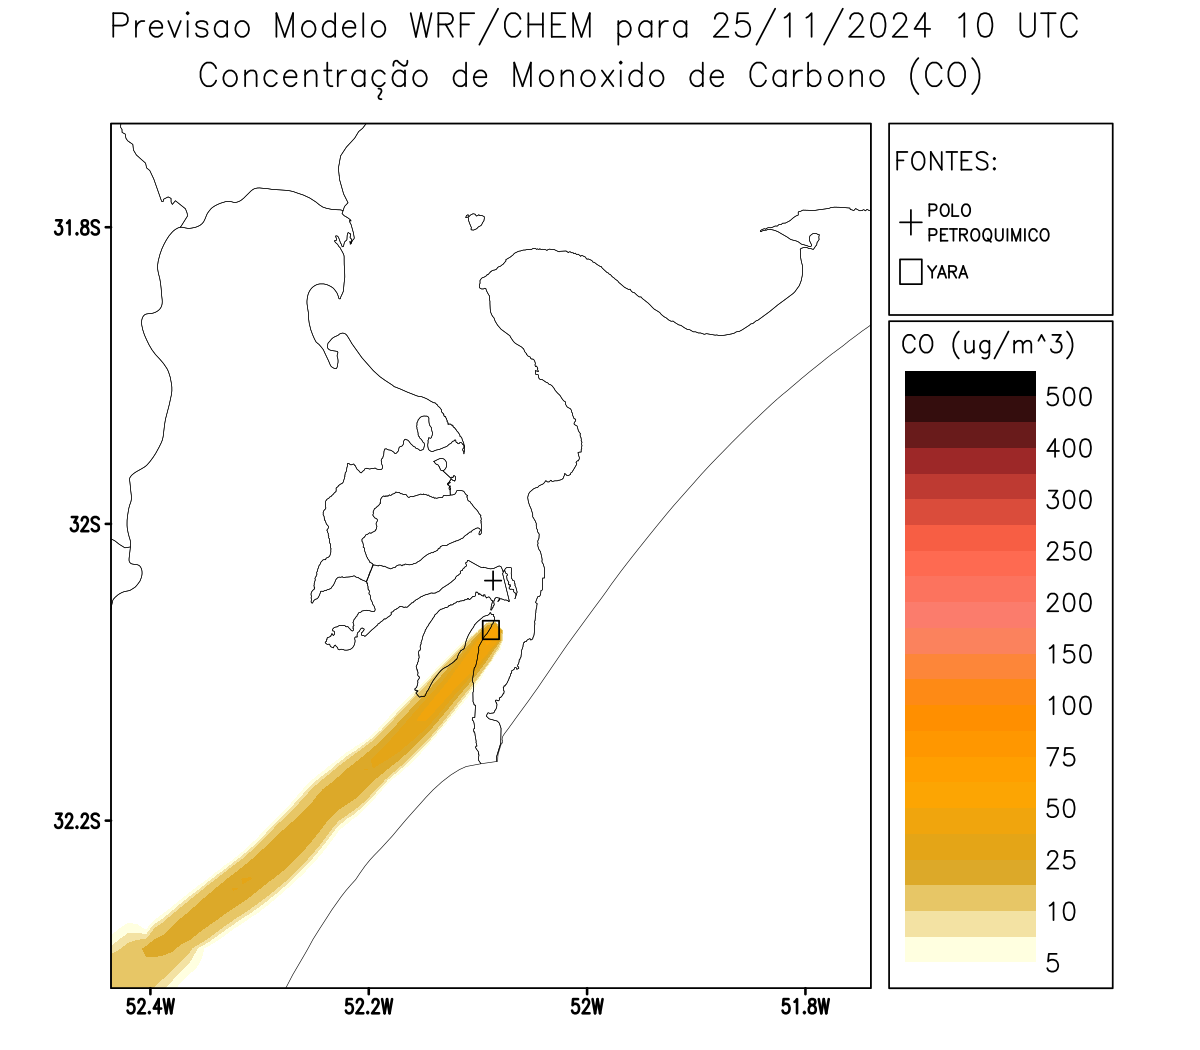 Previsao Modelo WRF/CHEM para 25/11/2024 10 UTC
Concentração de Monoxido de Carbono (CO)
FONTES:
POLO
PETROQUIMICO
YARA
CO (ug/m^3)
500
400
300
250
200
150
100
75
50
25
10
5
31.8S
32S
32.2S
52.4W
52.2W
52W
51.8W